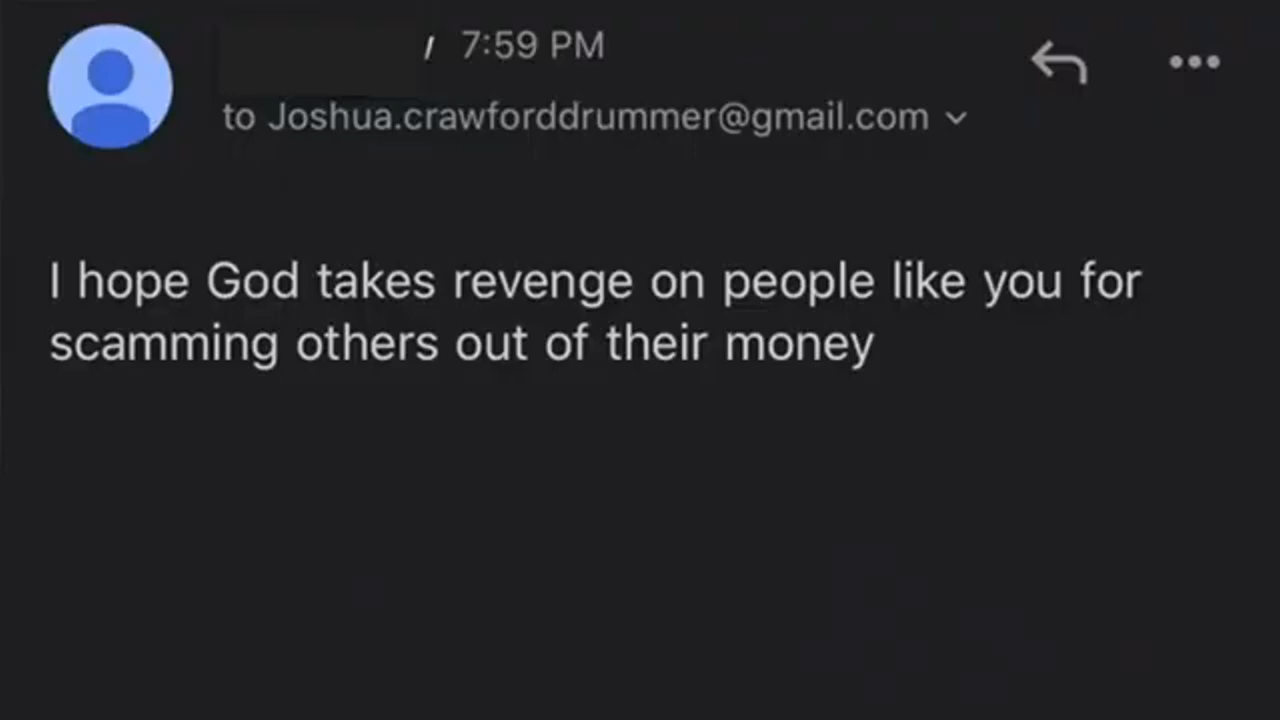 / 7:59 PM
to Joshua.crawforddrummer@gmail.com
I hope God takes revenge on people like you for
scamming others out of their money